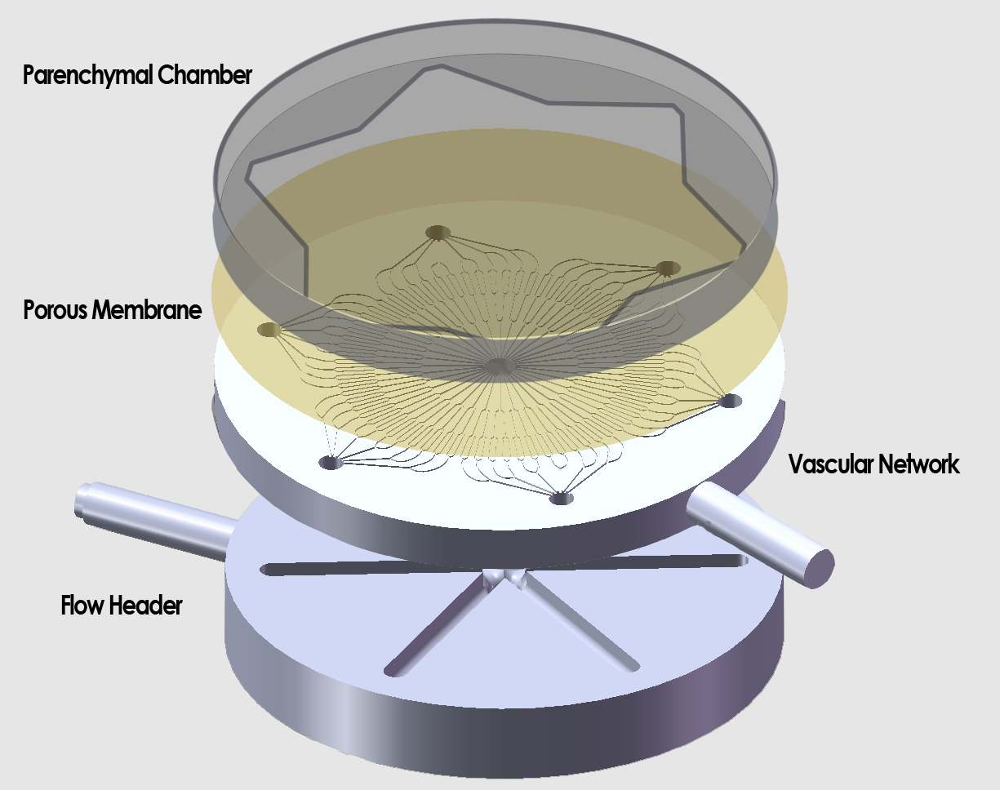 Parenchymal Chamber
Porous Membrane
Vascular Network
Flow Header